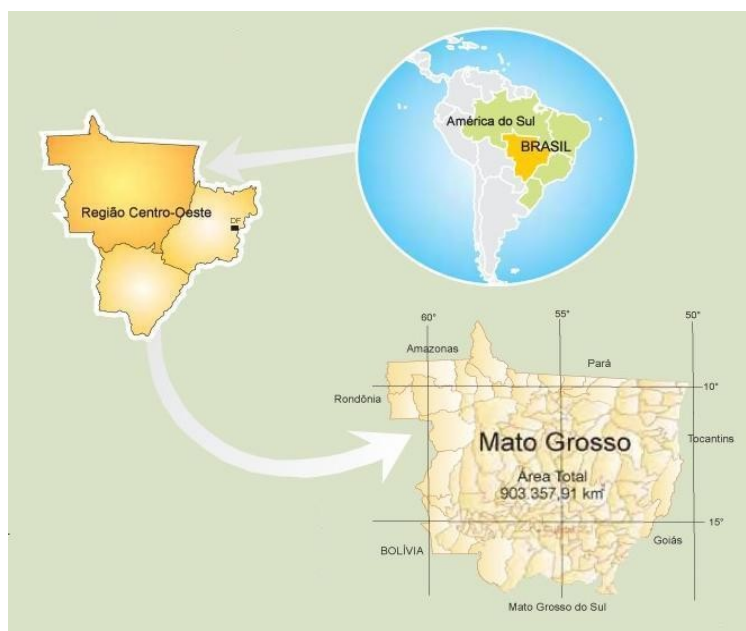 América do Sul
BRASIL
Região Centro-Oeste
DF
60°
55°
50°
Amazonas
Pará
10°
Rondônia
Mato Grosso
Tocantins
Área Total
903.357,91 km²
15°
BOLÍVIA
Goiás
Mato Grosso do Sul